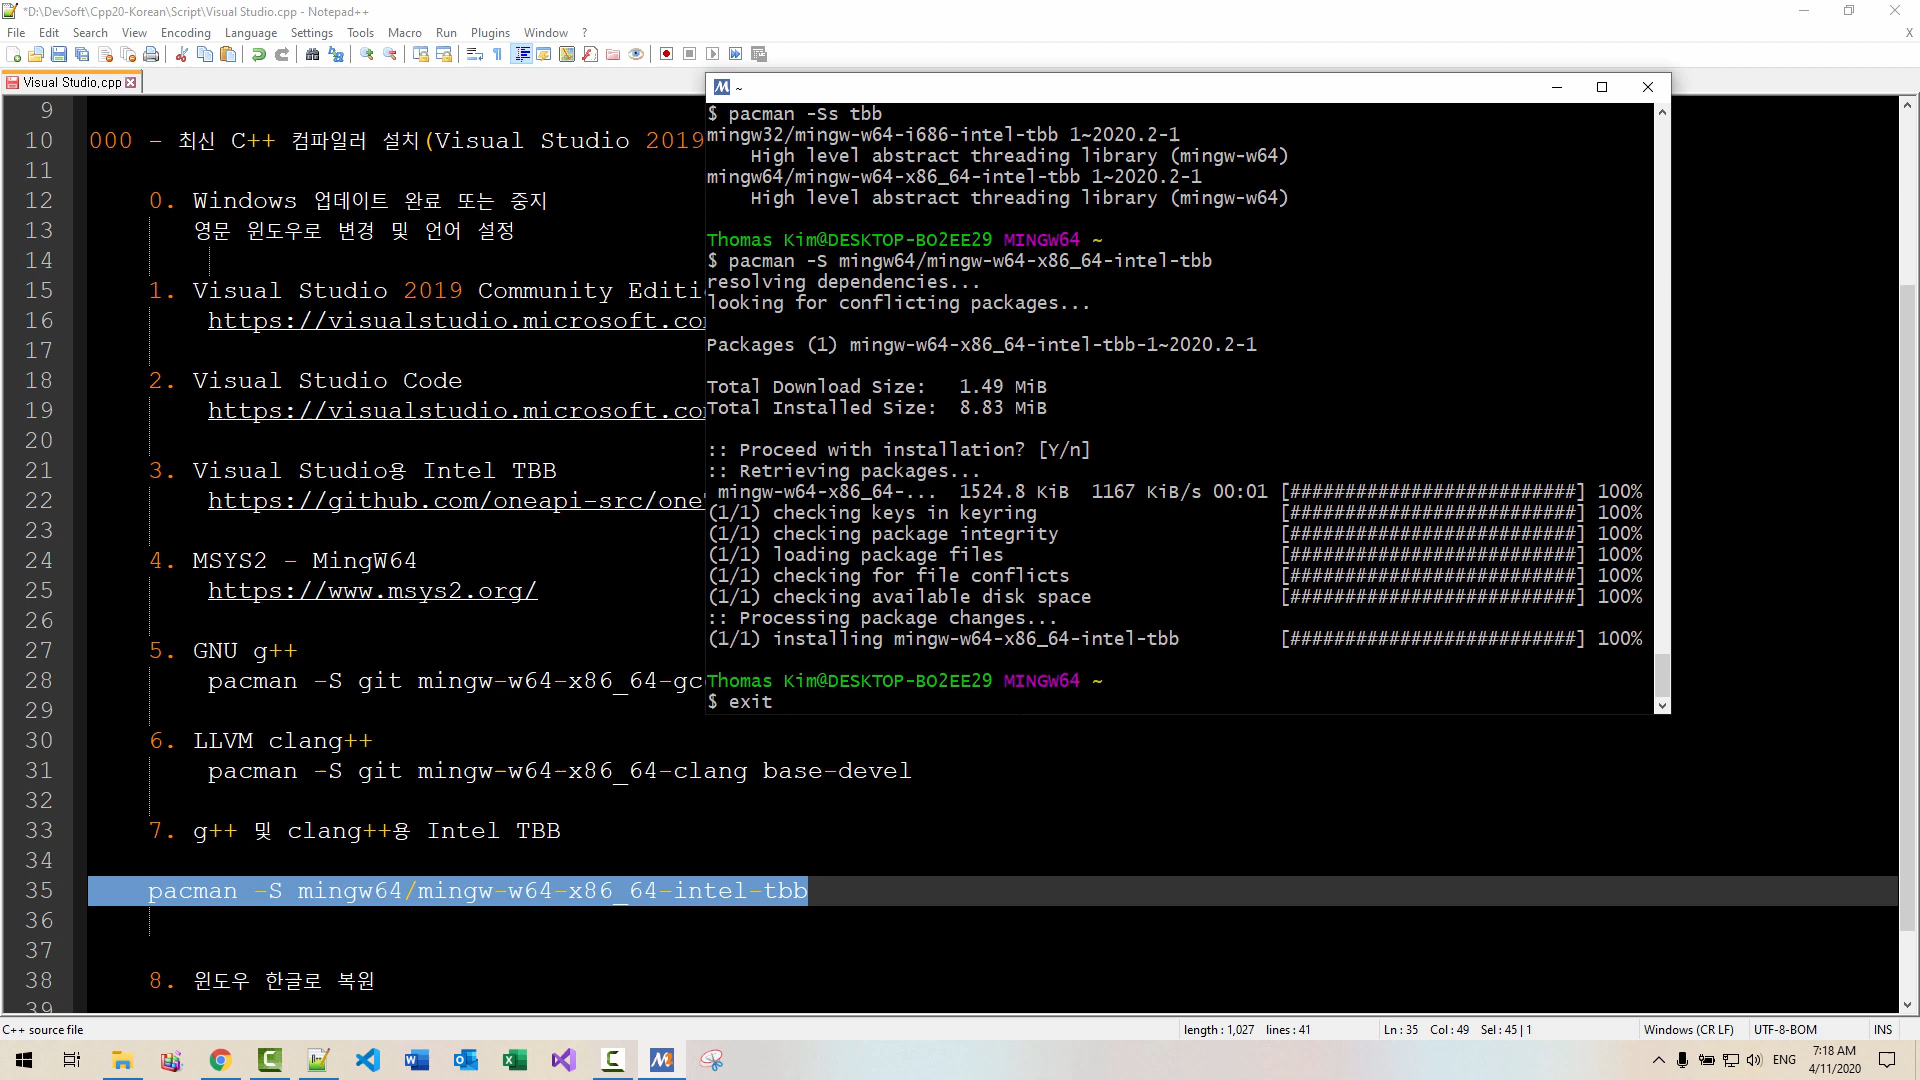 *D:\DevSoft\Cpp20-Korean\Script\Visual Studio.cpp - Notepad++
File Edit Search View Encoding Language Settings Tools Macro Run Plugins Window ?
X
Visual Studio.cpp
9
10 000 - 최신 C++ 컴파일러 설치(Visual Studio 2019
11
12 0. Windows 업데이트 완료 또는 중지
13 영문 윈도우로 변경 및 언어 설정
14
15 1. Visual Studio 2019 Community Editi
16 https://visualstudio.microsoft.co
17
18 2. Visual Studio Code
19 https://visualstudio.microsoft.co
20
21 3. Visual Studio용 Intel TBB
22 https://github.com/oneapi-src/one
23
24 4. MSYS2 - MingW64
25 https://www.msys2.org/
26
27 5. GNU g++
28 pacman -S git mingw-w64-x86_64-gc
29
30 6. LLVM clang++
31 pacman -S git mingw-w64-x86_64-clang base-devel
32
33 7. g++ 및 clang++용 Intel TBB
34
35 pacman -S mingw64/mingw-w64-x86_64-intel-tbb
36
37
38 8. 윈도우 한글로 복원
39
~
$ pacman -Ss tbb
mingw32/mingw-w64-i686-intel-tbb 1~2020.2-1
High level abstract threading library (mingw-w64)
mingw64/mingw-w64-x86_64-intel-tbb 1~2020.2-1
High level abstract threading library (mingw-w64)
Thomas Kim@DESKTOP-BO2EE29 MINGW64 ~
$ pacman -S mingw64/mingw-w64-x86_64-intel-tbb
resolving dependencies...
looking for conflicting packages...
Packages (1) mingw-w64-x86_64-intel-tbb-1~2020.2-1
Total Download Size: 1.49 MiB
Total Installed Size: 8.83 MiB
:: Proceed with installation? [Y/n]
:: Retrieving packages...
mingw-w64-x86_64-... 1524.8 KiB 1167 KiB/s 00:01 [##########################] 100%
(1/1) checking keys in keyring [##########################] 100%
(1/1) checking package integrity [##########################] 100%
(1/1) loading package files [##########################] 100%
(1/1) checking for file conflicts [##########################] 100%
(1/1) checking available disk space [##########################] 100%
:: Processing package changes...
(1/1) installing mingw-w64-x86_64-intel-tbb [##########################] 100%
Thomas Kim@DESKTOP-BO2EE29 MINGW64 ~
$ exit
C++ source file length : 1,027 lines : 41 Ln : 35 Col : 49 Sel : 45 | 1 Windows (CR LF) UTF-8-BOM INS
ENG
7:18 AM
4/11/2020